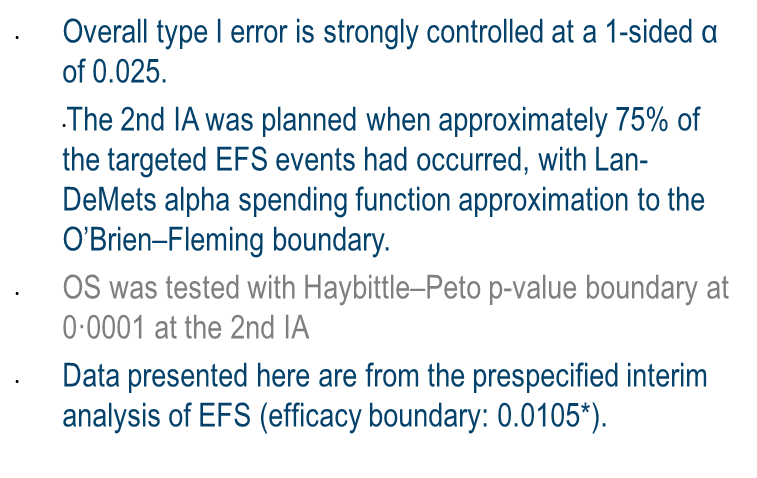 • Overall type I error is strongly controlled at a 1-sided α
of 0.025.
•The 2nd IA was planned when approximately 75% of
the targeted EFS events had occurred, with Lan-
DeMets alpha spending function approximation to the
O’Brien–Fleming boundary.
• OS was tested with Haybittle–Peto p-value boundary at
0·0001 at the 2nd IA
• Data presented here are from the prespecified interim
analysis of EFS (efficacy boundary: 0.0105*).